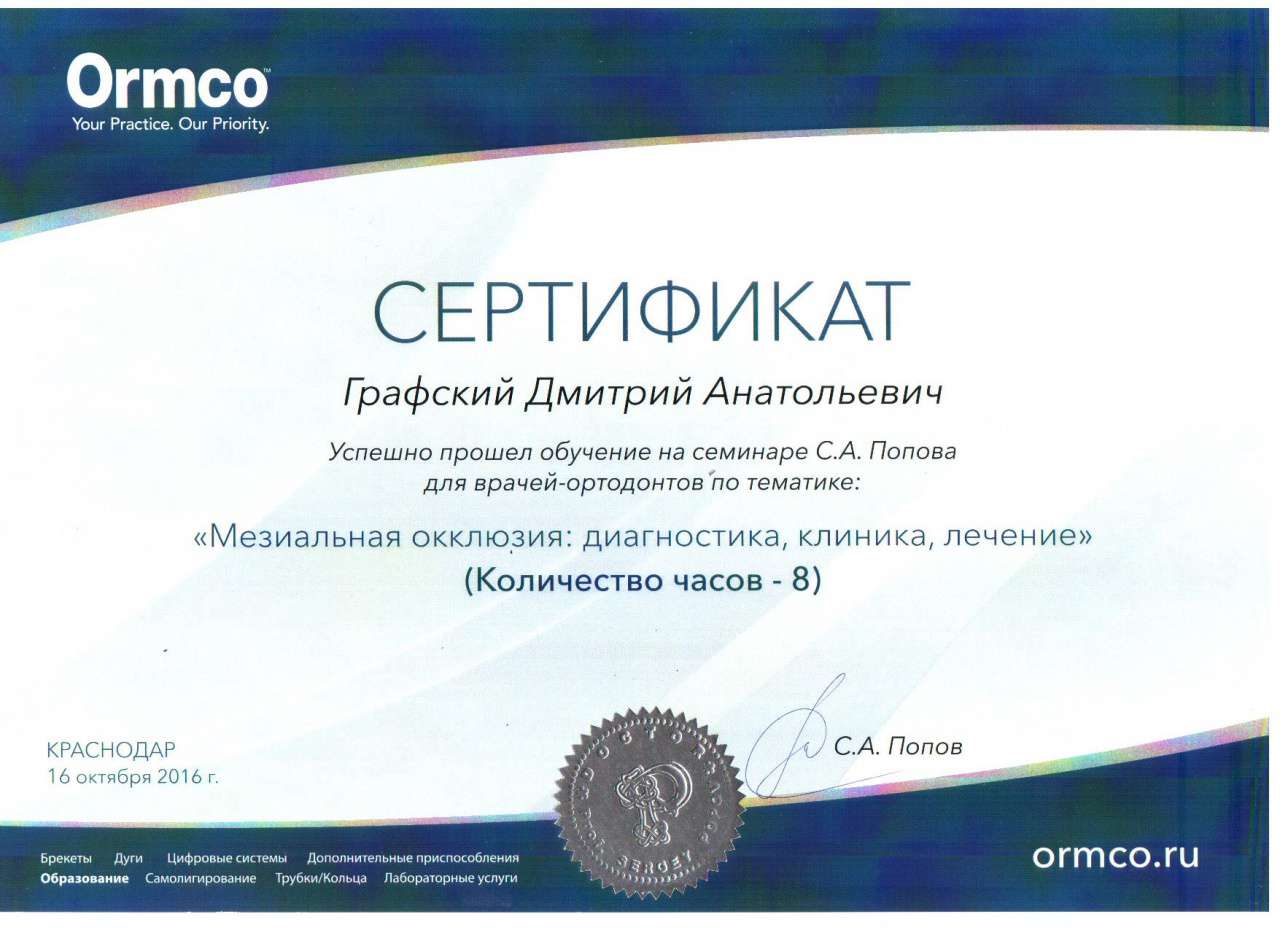 Ormco™
Your Practice. Our Priority.
СЕРТИФИКАТ
Графский Дмитрий Анатольевич
Успешно прошел обучение на семинаре С.А. Попова
для врачей-ортодонтов по тематике:
«Мезиальная окклюзия: диагностика, клиника, лечение»
(Количество часов - 8)
КРАСНОДАР
16 октября 2016 г.
С.А. Попов
DOCTOR
SERGEY
Брекеты Дуги Цифровые системы Дополнительные приспособления
Образование Самолигирование Трубки/Кольца Лабораторные услуги
ormco.ru